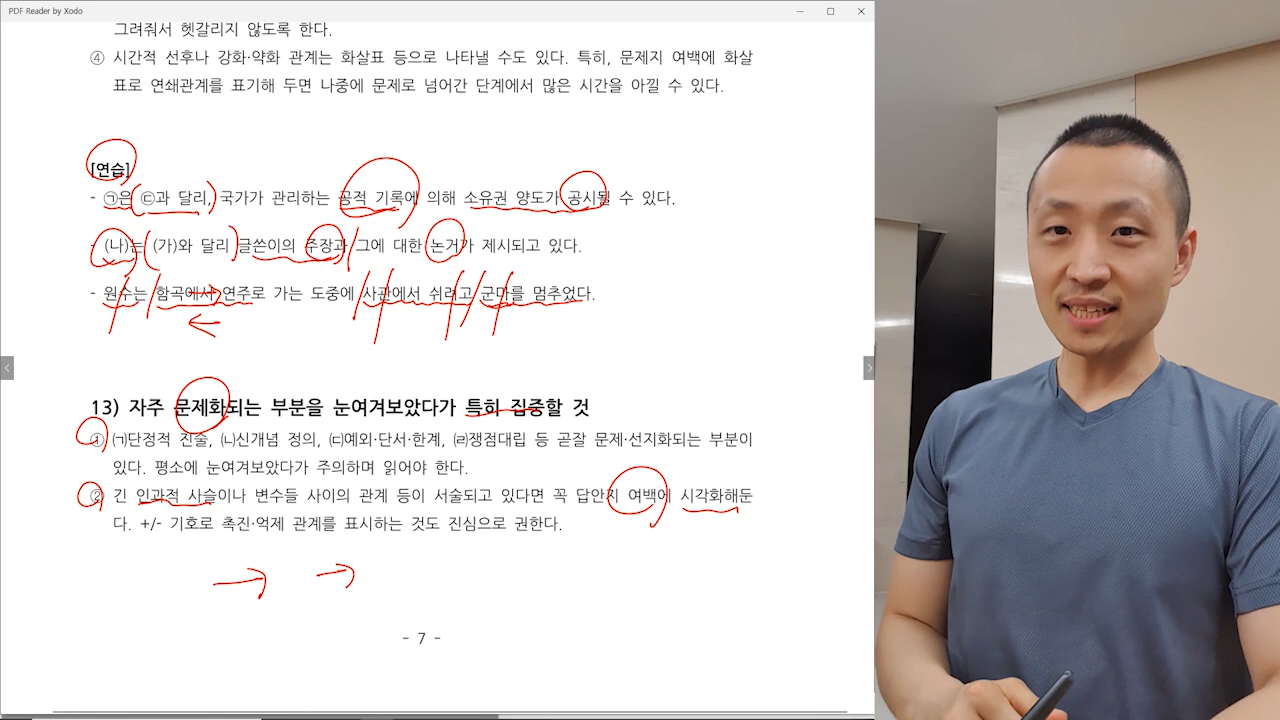 PDF Reader by Xodo
그려줘서 헷갈리지 않도록 한다.
④ 시간적 선후나 강화·약화 관계는 화살표 등으로 나타낼 수도 있다. 특히, 문제지 여백에 화살
표로 연쇄관계를 표기해 두면 나중에 문제로 넘어간 단계에서 많은 시간을 아낄 수 있다.
[연습]
- ㉠은 ㉢과 달리, 국가가 관리하는 공적 기록에 의해 소유권 양도가 공시될 수 있다.
- (나)는 (가)와 달리 글쓴이의 주장과 그에 대한 논거가 제시되고 있다.
- 원수는 함곡에서 연주로 가는 도중에 사관에서 쉬려고 군마를 멈추었다.
13) 자주 문제화되는 부분을 눈여겨보았다가 특히 집중할 것
① ㈀단정적 진술, ㈁신개념 정의, ㈂예외·단서·한계, ㈃쟁점대립 등 곧잘 문제·선지화되는 부분이
있다. 평소에 눈여겨보았다가 주의하며 읽어야 한다.
② 긴 인과적 사슬이나 변수들 사이의 관계 등이 서술되고 있다면 꼭 답안지 여백에 시각화해둔
다. +/- 기호로 촉진·억제 관계를 표시하는 것도 진심으로 권한다.
- 7 -